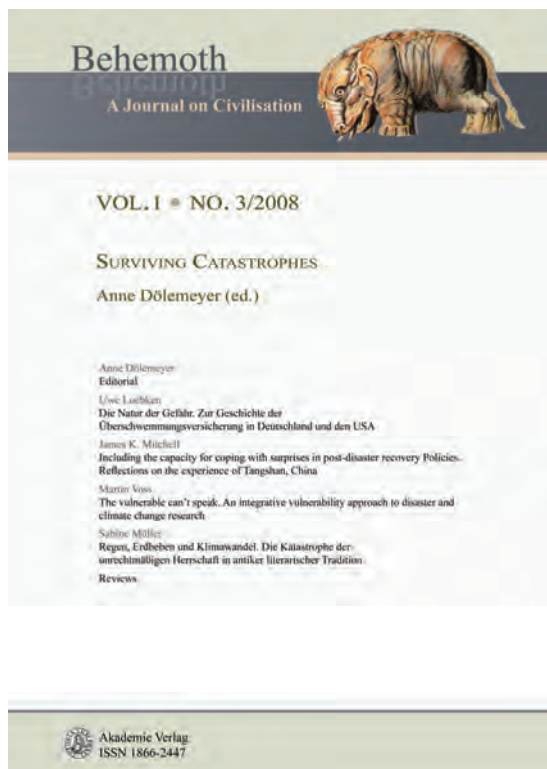 Behemoth
A Journal on Civilisation
VOL. 1 • NO. 3/2008
SURVIVING CATASTROPHES
Anne Dölemeyer (ed.)
Anne Dölemeyer
Editorial
Uwe Luebken
Die Natur der Gefahr. Zur Geschichte der
Überschwemmungsversicherung in Deutschland und den USA
James K. Mitchell
Including the capacity for coping with surprises in post-disaster recovery Policies.
Reflections on the experience of Tangshan, China
Martin Voss
The vulnerable can't speak. An integrative vulnerability approach to disaster and
climate change research
Sabine Müller
Regen, Erdbeben und Klimawandel. Die Katastrophe der
unrechtmäßigen Herrschaft in antiker literarischer Tradition
Reviews
Akademie Verlag
ISSN 1866-2447